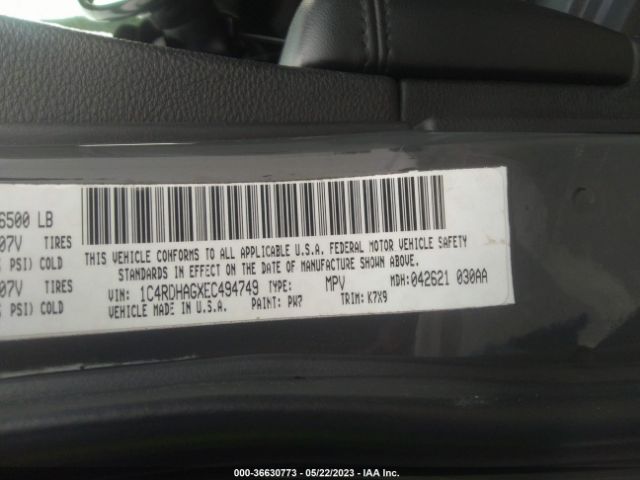 6500 LB
07V TIRES
PSI) COLD
07V TIRES
PSI) COLD
THIS VEHICLE CONFORMS TO ALL APPLICABLE U.S.A. FEDERAL MOTOR VEHICLE SAFETY
STANDARDS IN EFFECT ON THE DATE OF MANUFACTURE SHOWN ABOVE.
VIN: 1C4RDHAGXEC494749 TYPE: MPV MDH: 042621 030AA
VEHICLE MADE IN U.S.A. PAINT: PW7 TRIM: K7X9
000-36630773 - 05/22/2023 - IAA Inc.